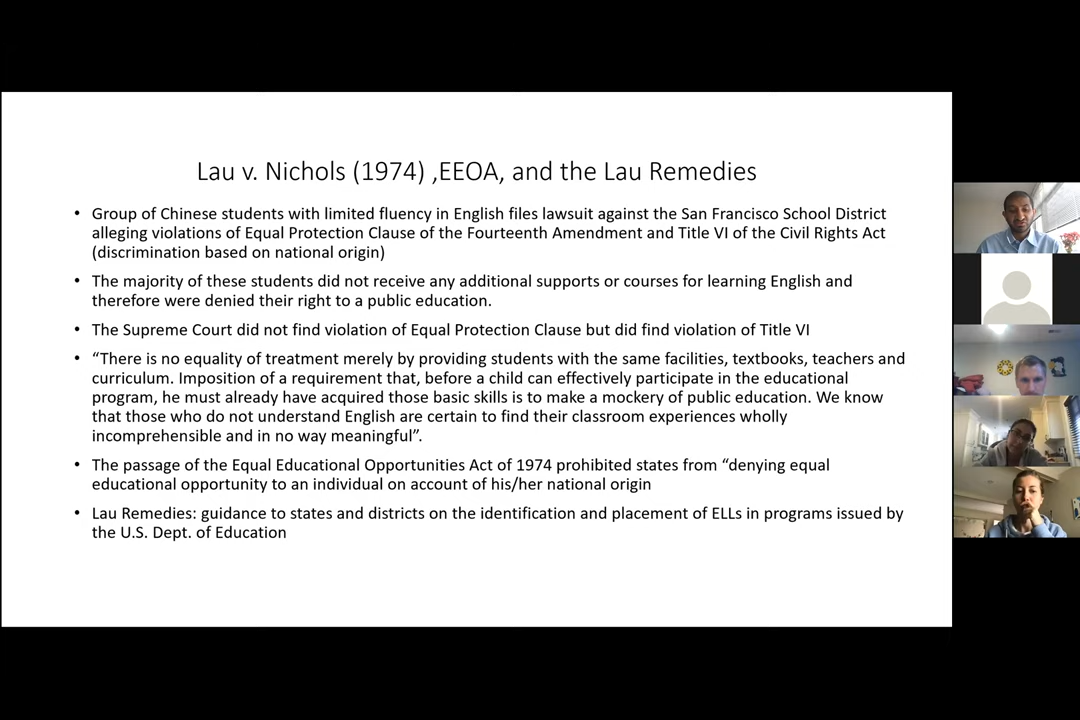 Lau v. Nichols (1974) ,EEOA, and the Lau Remedies
• Group of Chinese students with limited fluency in English files lawsuit against the San Francisco School District
alleging violations of Equal Protection Clause of the Fourteenth Amendment and Title VI of the Civil Rights Act
(discrimination based on national origin)
• The majority of these students did not receive any additional supports or courses for learning English and
therefore were denied their right to a public education.
• The Supreme Court did not find violation of Equal Protection Clause but did find violation of Title VI
• “There is no equality of treatment merely by providing students with the same facilities, textbooks, teachers and
curriculum. Imposition of a requirement that, before a child can effectively participate in the educational
program, he must already have acquired those basic skills is to make a mockery of public education. We know
that those who do not understand English are certain to find their classroom experiences wholly
incomprehensible and in no way meaningful”.
• The passage of the Equal Educational Opportunities Act of 1974 prohibited states from “denying equal
educational opportunity to an individual on account of his/her national origin
• Lau Remedies: guidance to states and districts on the identification and placement of ELLs in programs issued by
the U.S. Dept. of Education